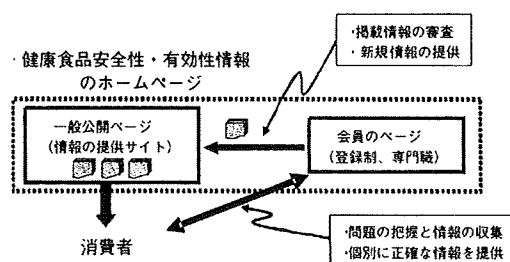 ・掲載情報の審査
・新規情報の提供
・健康食品安全性・有効性情報
のホームページ
一般公開ページ
(情報の提供サイト)
会員のページ
(登録制、専門職)
消費者
・問題の把握と情報の収集
・個別に正確な情報を提供